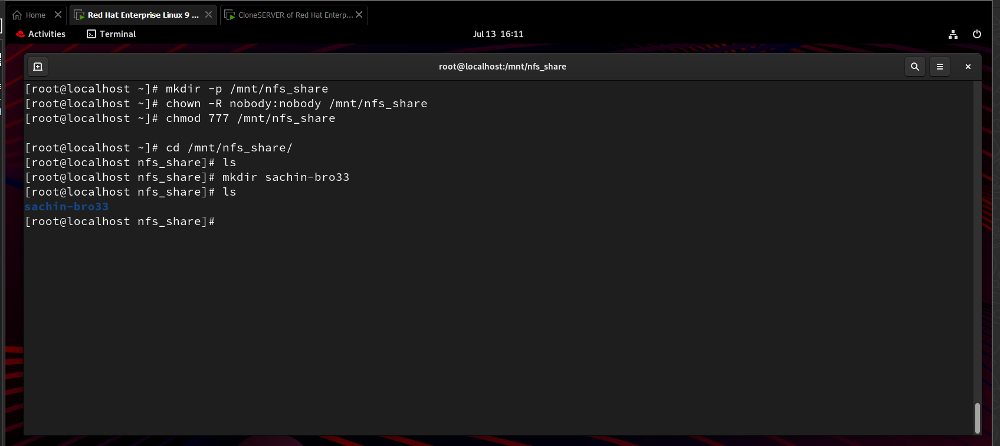 Home
Red Hat Enterprise Linux 9 ...
CloneSERVER of Red Hat Enterp...
Activities
Terminal
Jul 13 16:11
root@localhost:/mnt/nfs_share
[root@localhost ~]# mkdir -p /mnt/nfs_share
[root@localhost ~]# chown -R nobody:nobody /mnt/nfs_share
[root@localhost ~]# chmod 777 /mnt/nfs_share
[root@localhost ~]# cd /mnt/nfs_share/
[root@localhost nfs_share]# ls
[root@localhost nfs_share]# mkdir sachin-bro33
[root@localhost nfs_share]# ls
sachin-bro33
[root@localhost nfs_share]#